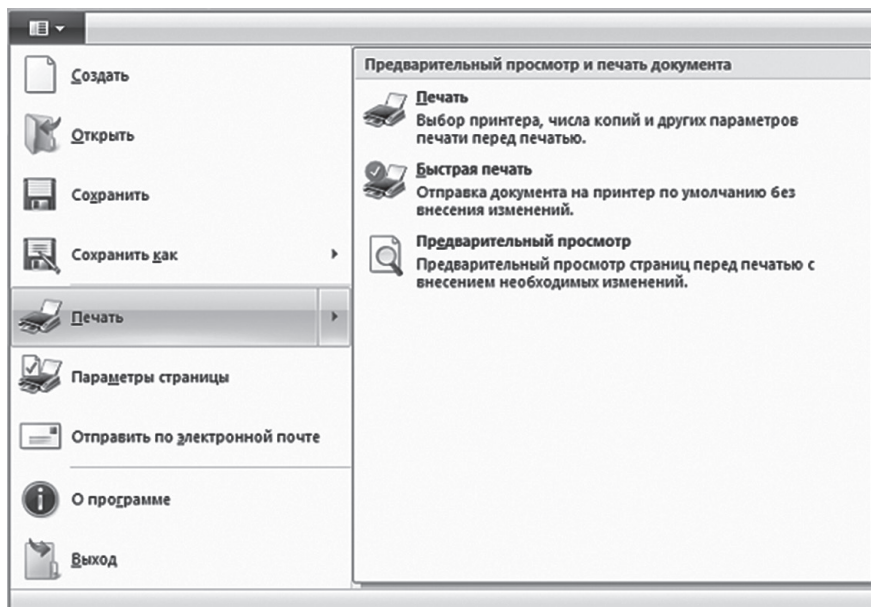 Создать
Открыть
Сохранить
Сохранить как
Печать
Параметры страницы
Отправить по электронной почте
О программе
Выход
Предварительный просмотр и печать документа
Печать
Выбор принтера, числа копий и других параметров
печати перед печатью.
Быстрая печать
Отправка документа на принтер по умолчанию без
внесения изменений.
Предварительный просмотр
Предварительный просмотр страниц перед печатью с
внесением необходимых изменений.